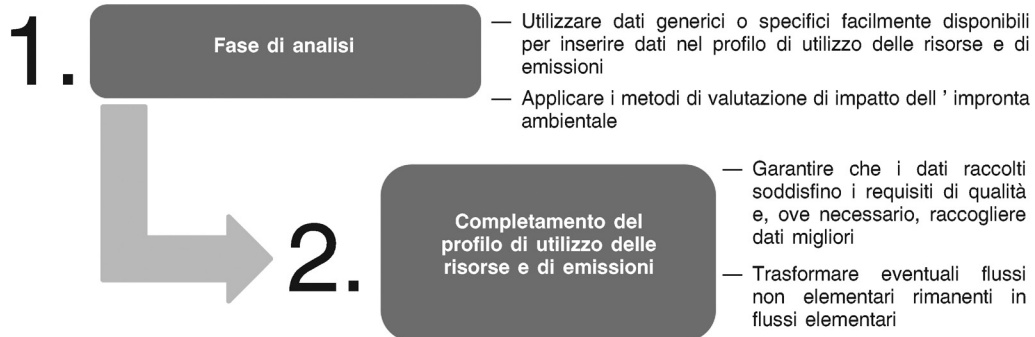 1.
Fase di analisi
— Utilizzare dati generici o specifici facilmente disponibili
per inserire dati nel profilo di utilizzo delle risorse e di
emissioni
— Applicare i metodi di valutazione di impatto dell ’ impronta
ambientale
2.
Completamento del
profilo di utilizzo delle
risorse e di emissioni
— Garantire che i dati raccolti
soddisfino i requisiti di qualità
e, ove necessario, raccogliere
dati migliori
— Trasformare eventuali flussi
non elementari rimanenti in
flussi elementari